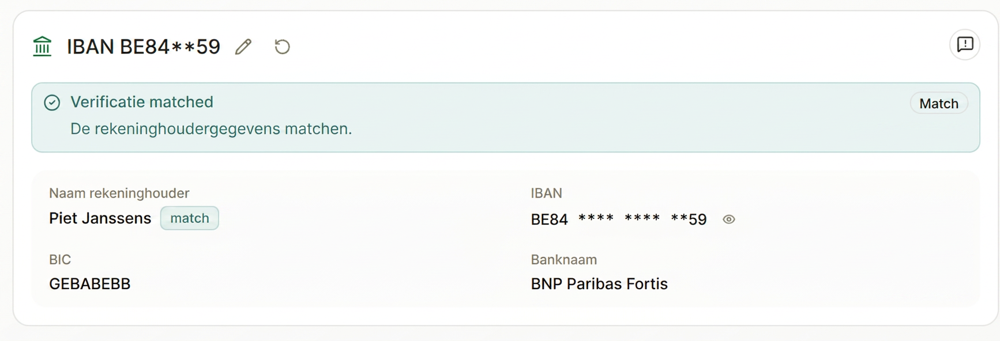 IBAN BE84**59
Verificatie matched
Match
De rekeninghoudergegevens matchen.
Naam rekeninghouder
IBAN
Piet Janssens match
BE84 **** **** **59
BIC
Banknaam
GEBABEBB
BNP Paribas Fortis